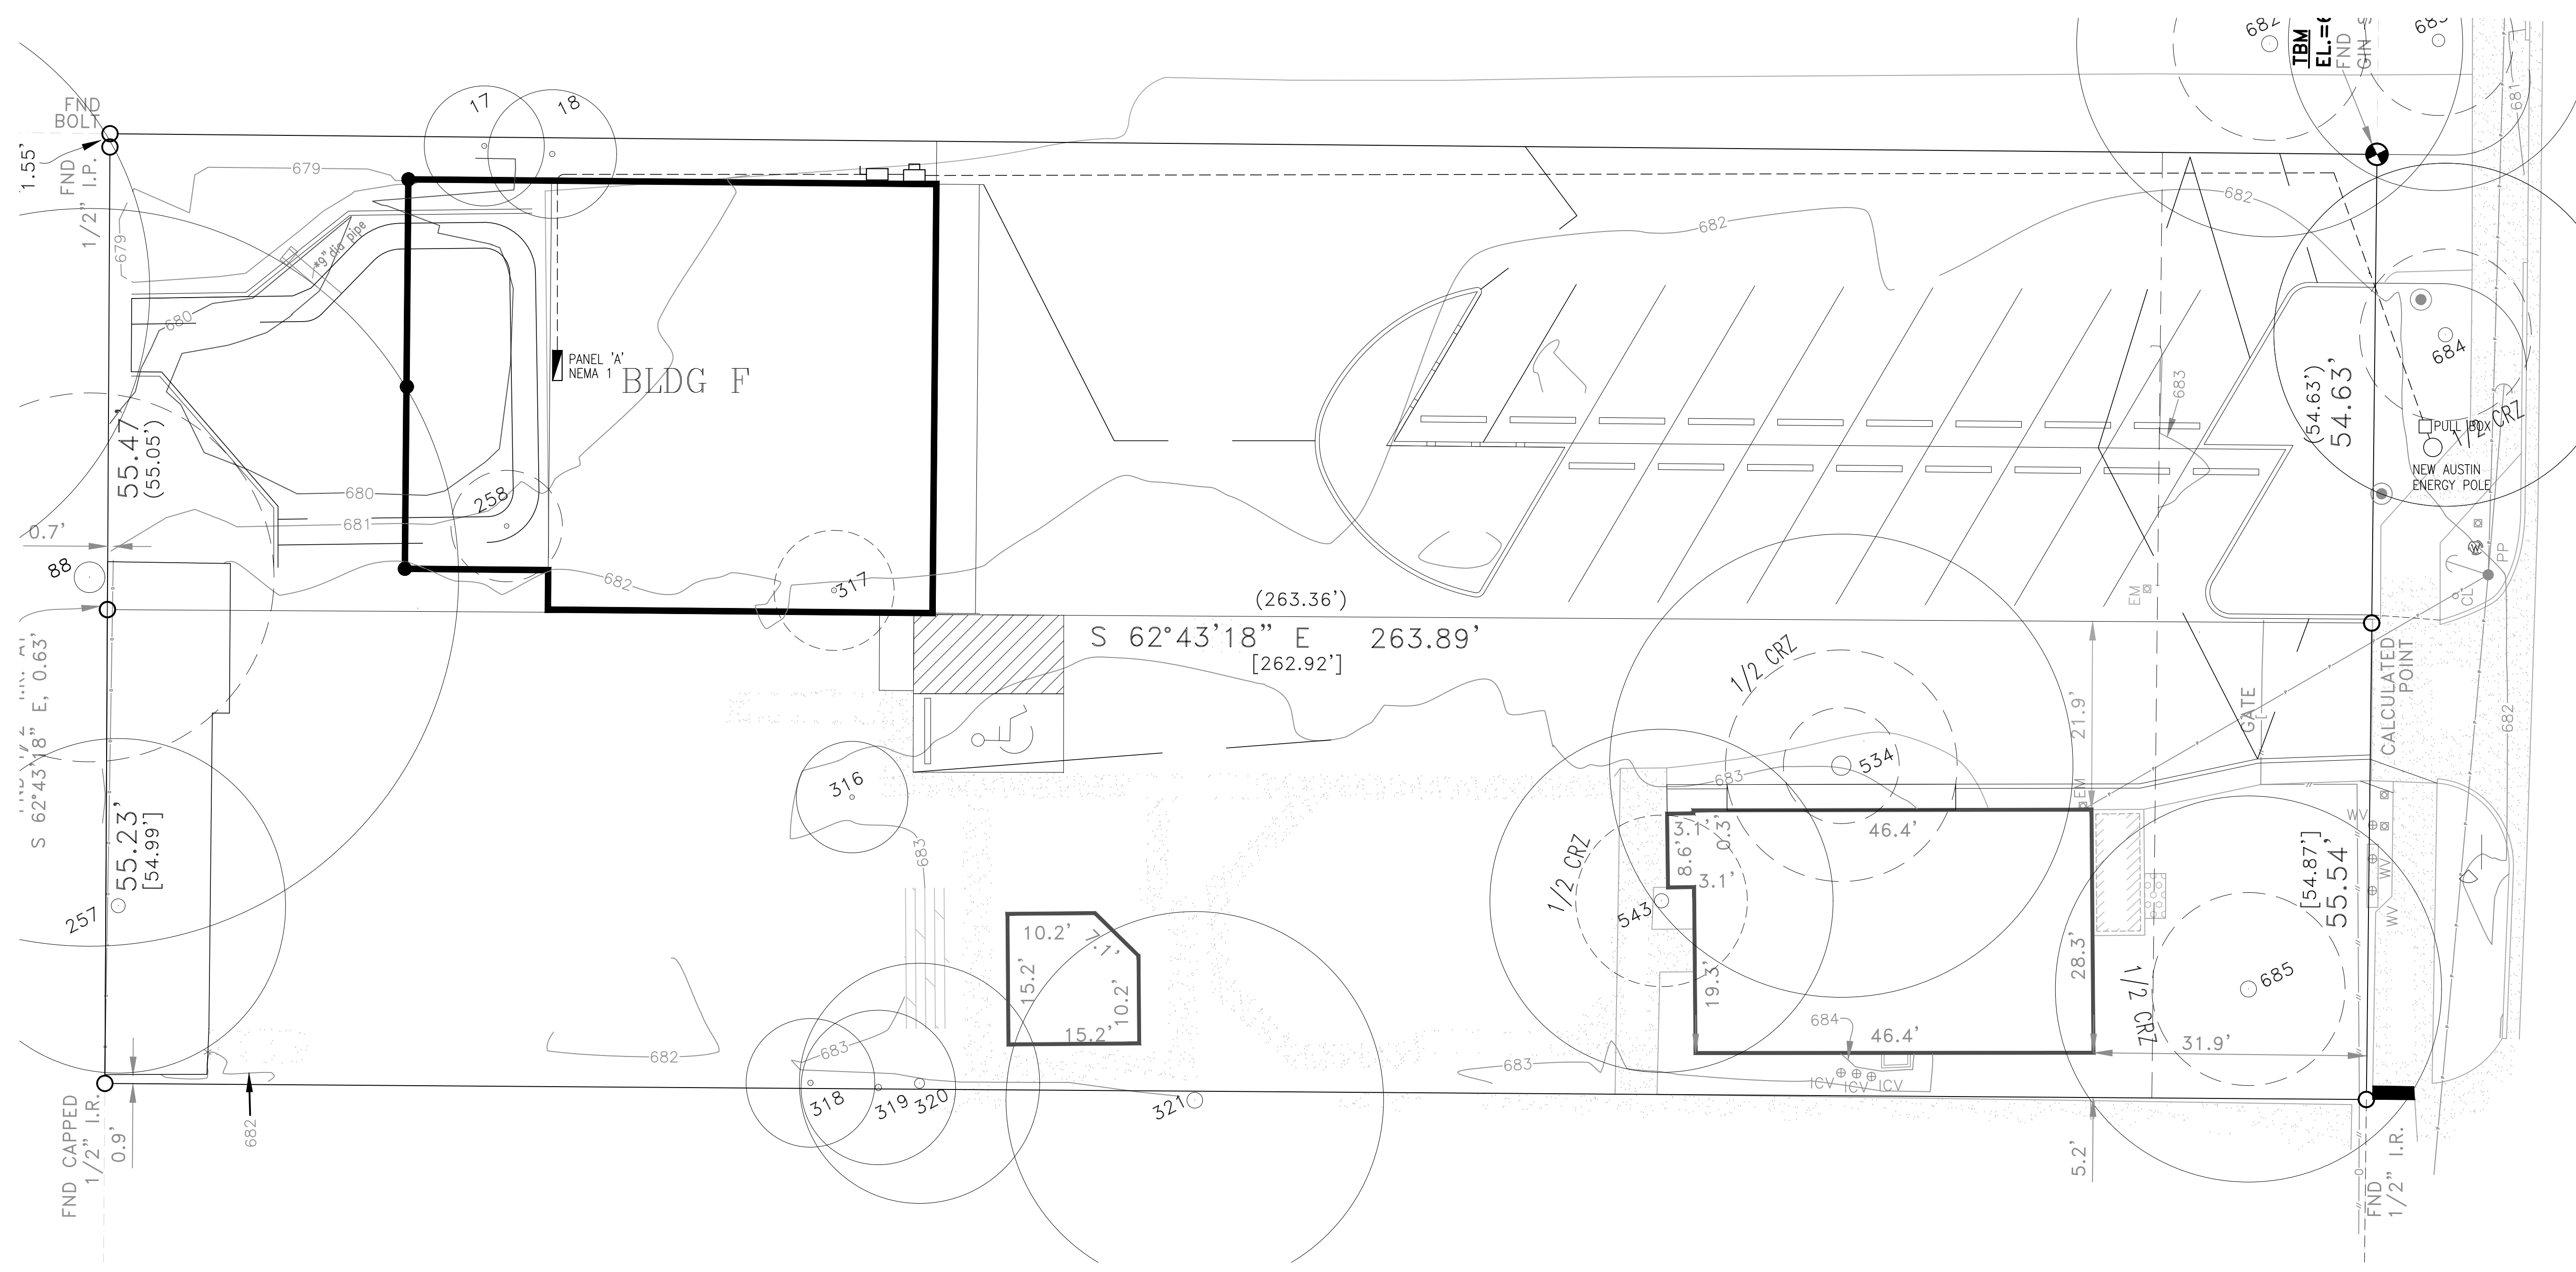 FND
BOLT
1.55'
FND
1/2" I.P.
679
17
18
TBM
FND
682
681
679
"9" dia pipe
680
PANEL 'A'
NEMA 1
BLDG F
682
682
683
(54.63')
54.63'
684
1/2 CRZ
PULL BOX
NEW AUSTIN
ENERGY POLE
55.47'
(55.05')
680
681
258
0.7'
88
682
317
(263.36')
S 62°43'18" E 263.89'
[262.92']
EM
PP
CL
S 62°43'18" E, 0.63'
1/2 CRZ
21.9'
GATE
CALCULATED
POINT
682
316
683
534
683
EM
55.23'
[54.99']
257
1/2 CRZ
543
3.1'
0.3'
8.6'
3.1'
46.4'
WV
WV
WV
[54.87']
55.54'
10.2'
7.1'
15.2'
10.2'
15.2'
19.3'
28.3'
1/2 CRZ
685
684
46.4'
31.9'
682
683
683
ICV
ICV
ICV
318
319
320
321
FND CAPPED
1/2" I.R.
0.9'
682
5.2'
FND
1/2" I.R.